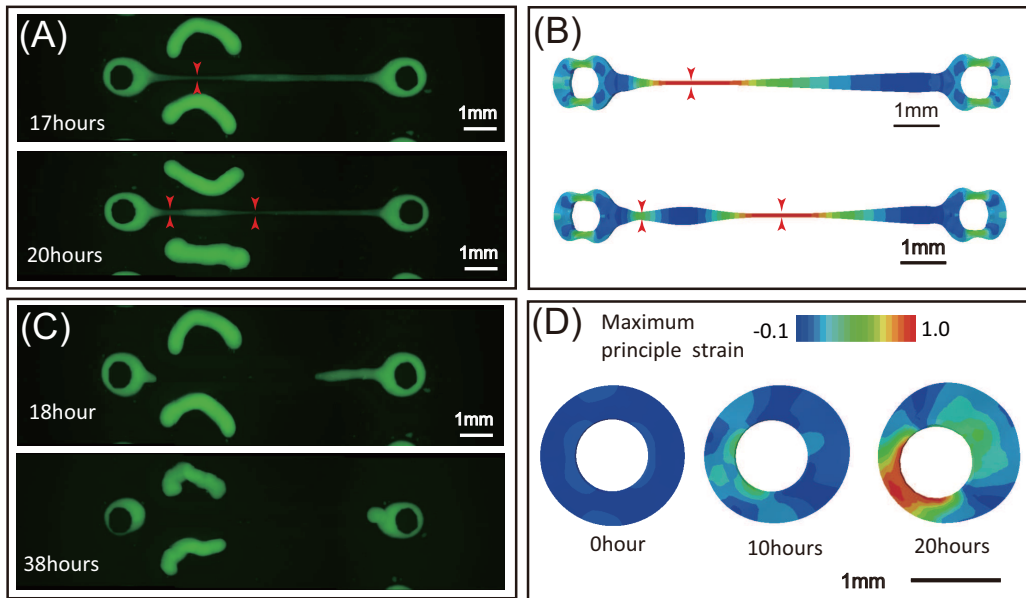 (A)
17hours
1mm
20hours
1mm
(B)
1mm
1mm
(C)
18hour
1mm
38hours
(D)
Maximum
principle strain
-0.1
1.0
0hour
10hours
20hours
1mm